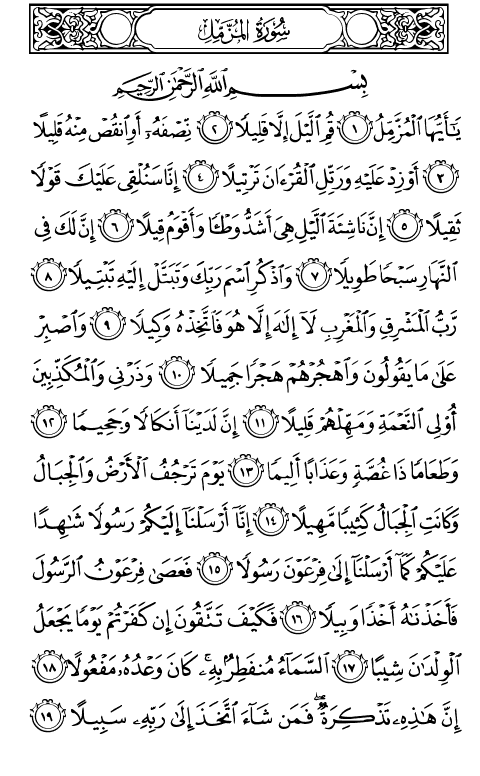 سُورَةُ الْمُزَّمِّل
بِسْمِ ٱللَّهِ ٱلرَّحْمَٰنِ ٱلرَّحِيمِ
يَٰٓأَيُّهَا ٱلْمُزَّمِّلُ ١ قُمِ ٱلَّيْلَ إِلَّا قَلِيلًا ٢ نِّصْفَهُۥٓ أَوِ ٱنقُصْ مِنْهُ قَلِيلًا
٣ أَوْ زِدْ عَلَيْهِ وَرَتِّلِ ٱلْقُرْءَانَ تَرْتِيلًا ٤ إِنَّا سَنُلْقِى عَلَيْكَ قَوْلًا
ثَقِيلًا ٥ إِنَّ نَاشِئَةَ ٱلَّيْلِ هِىَ أَشَدُّ وَطْـًٔا وَأَقْوَمُ قِيلًا ٦ إِنَّ لَكَ فِى
ٱلنَّهَارِ سَبْحًا طَوِيلًا ٧ وَٱذْكُرِ ٱسْمَ رَبِّكَ وَتَبَتَّلْ إِلَيْهِ تَبْتِيلًا ٨
رَّبُّ ٱلْمَشْرِقِ وَٱلْمَغْرِبِ لَآ إِلَٰهَ إِلَّا هُوَ فَٱتَّخِذْهُ وَكِيلًا ٩ وَٱصْبِرْ
عَلَىٰ مَا يَقُولُونَ وَٱهْجُرْهُمْ هَجْرًا جَمِيلًا ١٠ وَذَرْنِى وَٱلْمُكَذِّبِينَ
أُو۟لِى ٱلنَّعْمَةِ وَمَهِّلْهُمْ قَلِيلًا ١١ إِنَّ لَدَيْنَآ أَنكَالًا وَجَحِيمًا ١٢
وَطَعَامًا ذَا غُصَّةٍ وَعَذَابًا أَلِيمًا ١٣ يَوْمَ تَرْجُفُ ٱلْأَرْضُ وَٱلْجِبَالُ
وَكَانَتِ ٱلْجِبَالُ كَثِيبًا مَّهِيلًا ١٤ إِنَّآ أَرْسَلْنَآ إِلَيْكُمْ رَسُولًا شَٰهِدًا
عَلَيْكُمْ كَمَآ أَرْسَلْنَآ إِلَىٰ فِرْعَوْنَ رَسُولًا ١٥ فَعَصَىٰ فِرْعَوْنُ ٱلرَّسُولَ
فَأَخَذْنَٰهُ أَخْذًا وَبِيلًا ١٦ فَكَيْفَ تَتَّقُونَ إِن كَفَرْتُمْ يَوْمًا يَجْعَلُ
ٱلْوِلْدَٰنَ شِيبًا ١٧ ٱلسَّمَآءُ مُنفَطِرٌۢ بِهِۦ ۚ كَانَ وَعْدُهُۥ مَفْعُولًا ١٨
إِنَّ هَٰذِهِۦ تَذْكِرَةٌ ۖ فَمَن شَآءَ ٱتَّخَذَ إِلَىٰ رَبِّهِۦ سَبِيلًا ١٩